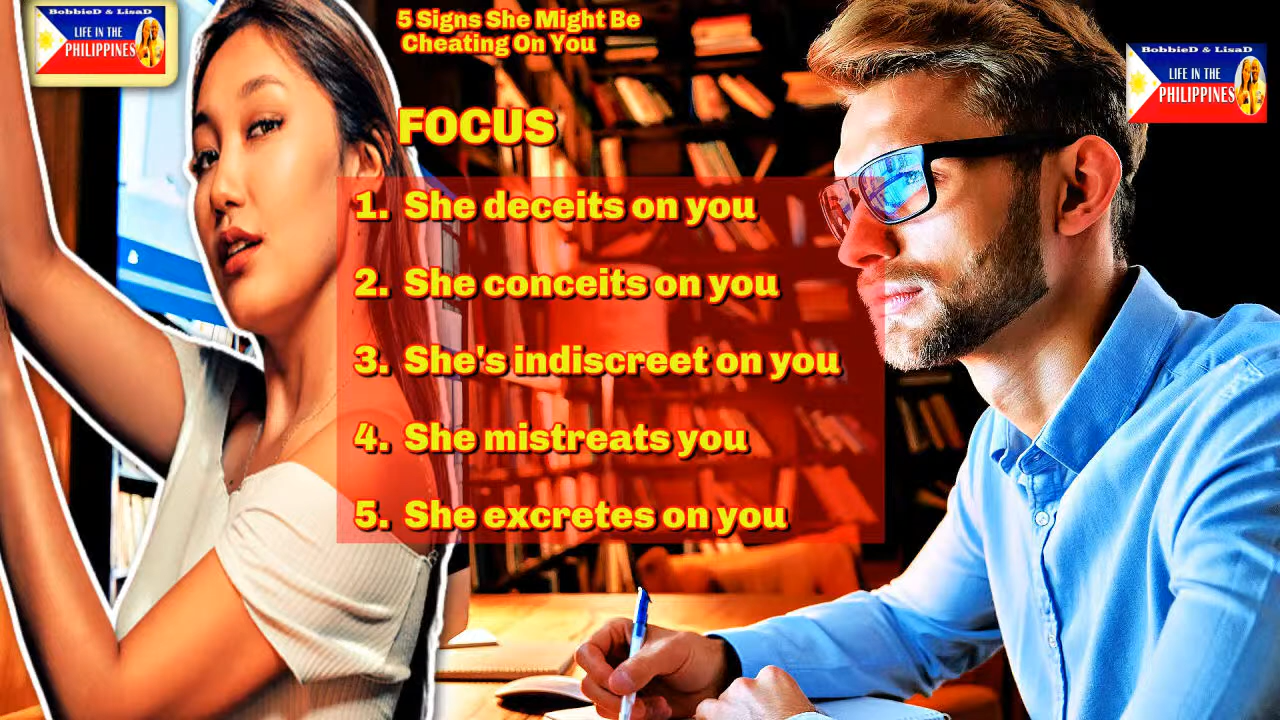 BobbieD & LisaD
LIFE IN THE
PHILIPPINES
5 Signs She Might Be
Cheating On You
BobbieD & LisaD
LIFE IN THE
PHILIPPINES
FOCUS
1. She deceits on you
2. She conceits on you
3. She's indiscreet on you
4. She mistreats you
5. She excretes on you